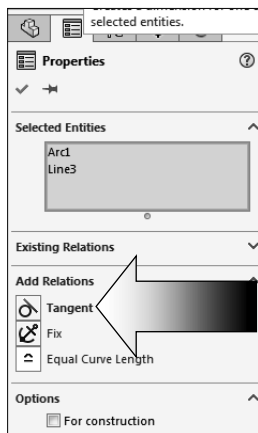 selected entities.
Properties
Selected Entities
Arc1
Line3
Existing Relations
Add Relations
Tangent
Fix
Equal Curve Length
Options
For construction